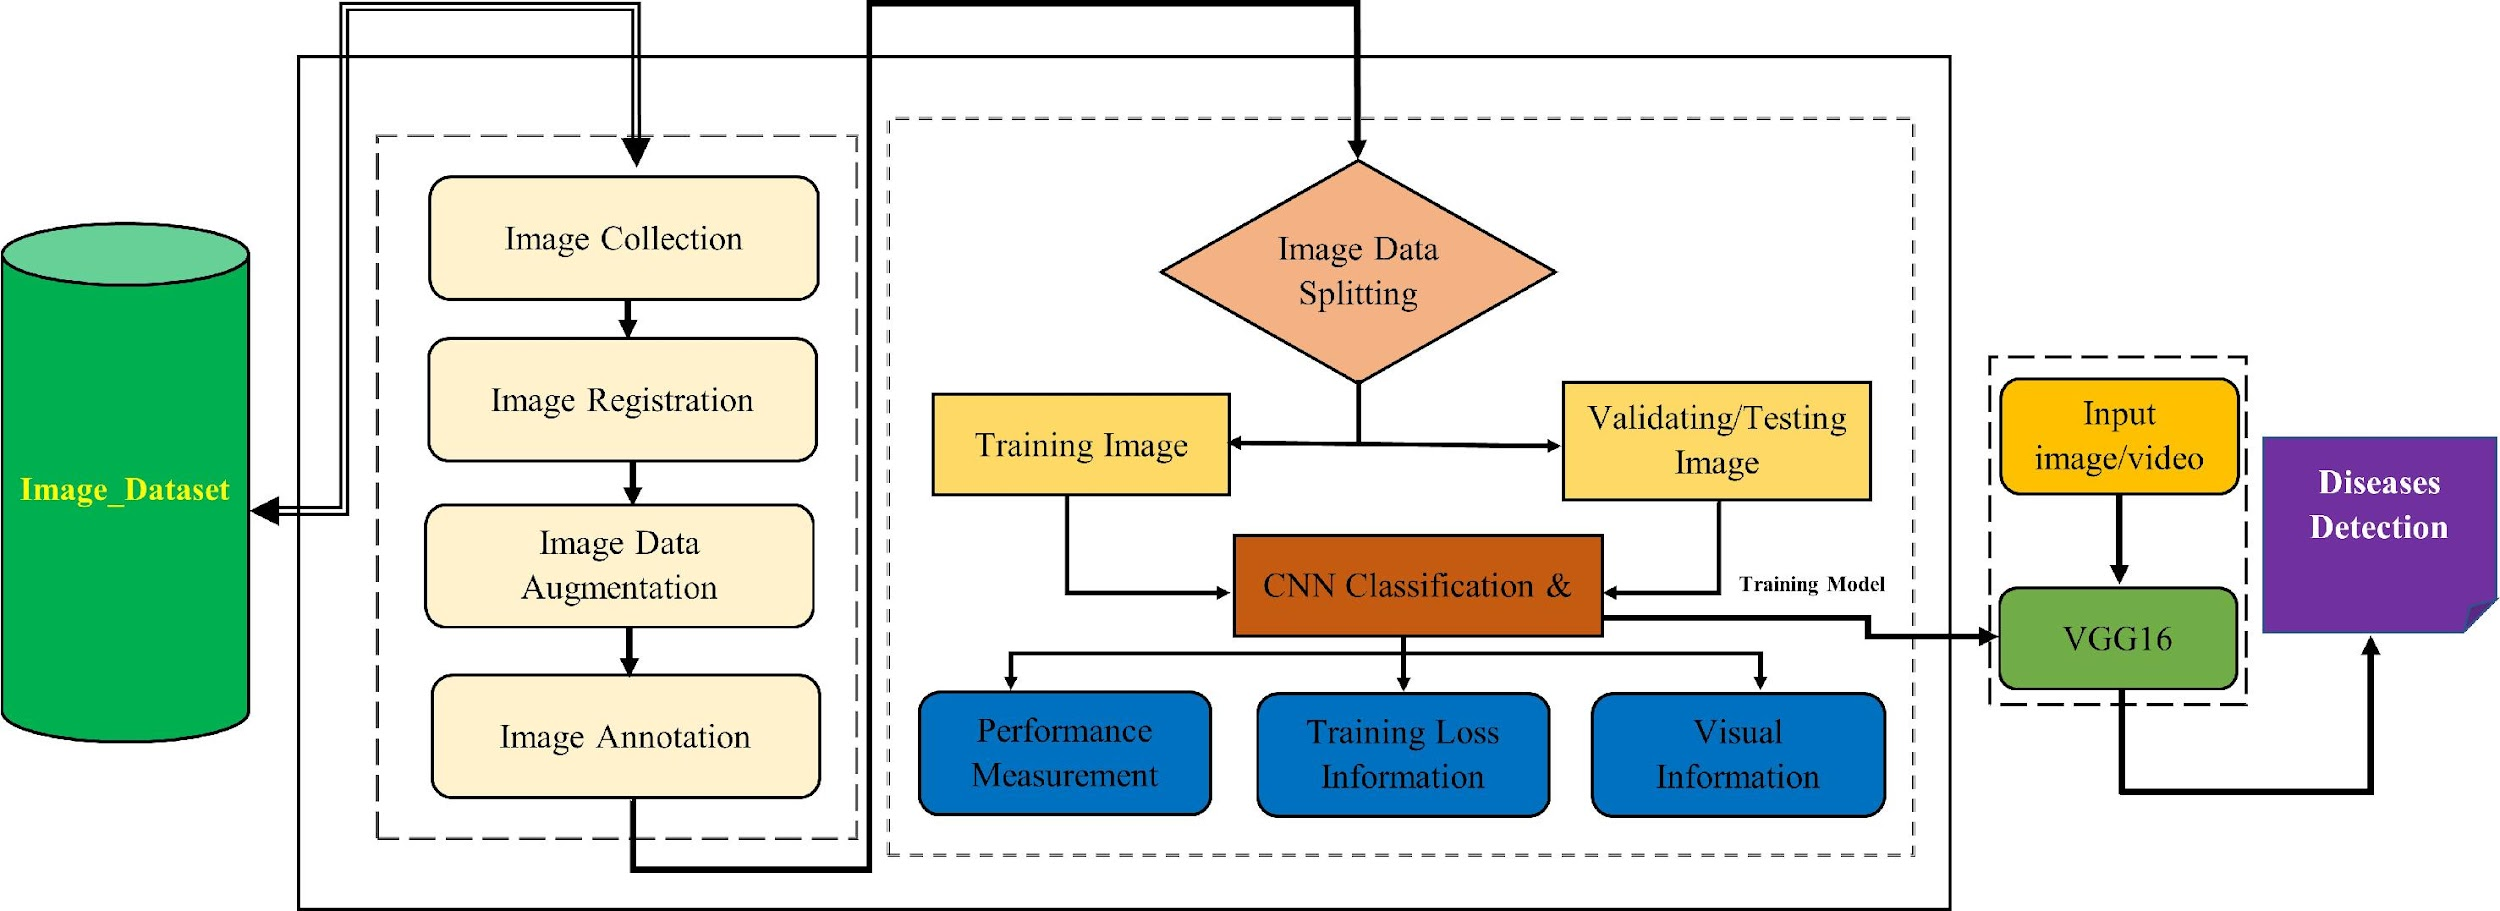 Image_Dataset
Image Collection
Image Registration
Image Data
Augmentation
Image Annotation
Image Data
Splitting
Training Image
Validating/Testing
Image
CNN Classification &
Training Model
Performance
Measurement
Training Loss
Information
Visual
Information
Input
image/video
VGG16
Diseases
Detection